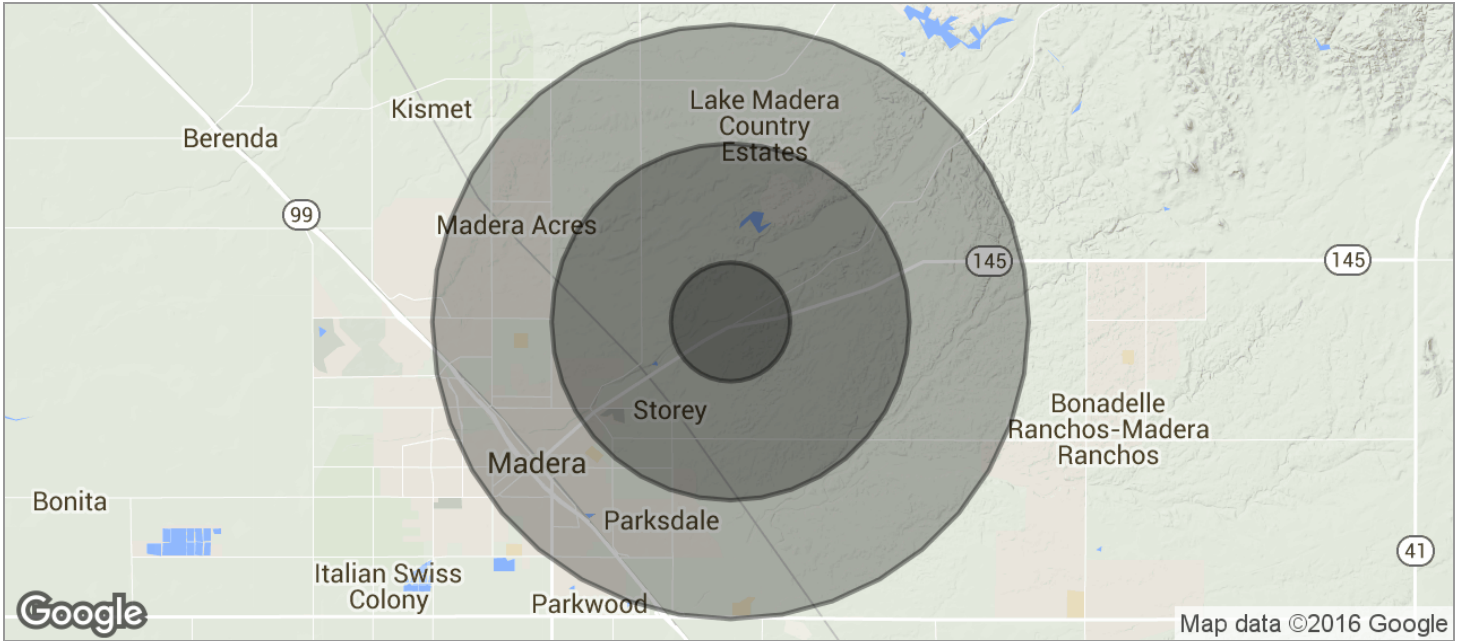 Kismet
Lake Madera
Country
Estates
Berenda
99
Madera Acres
145
145
Storey
Bonadelle
Ranchos-Madera
Ranchos
Madera
Bonita
Parksdale
41
Italian Swiss
Colony
Parkwood
Google
Map data ©2016 Google